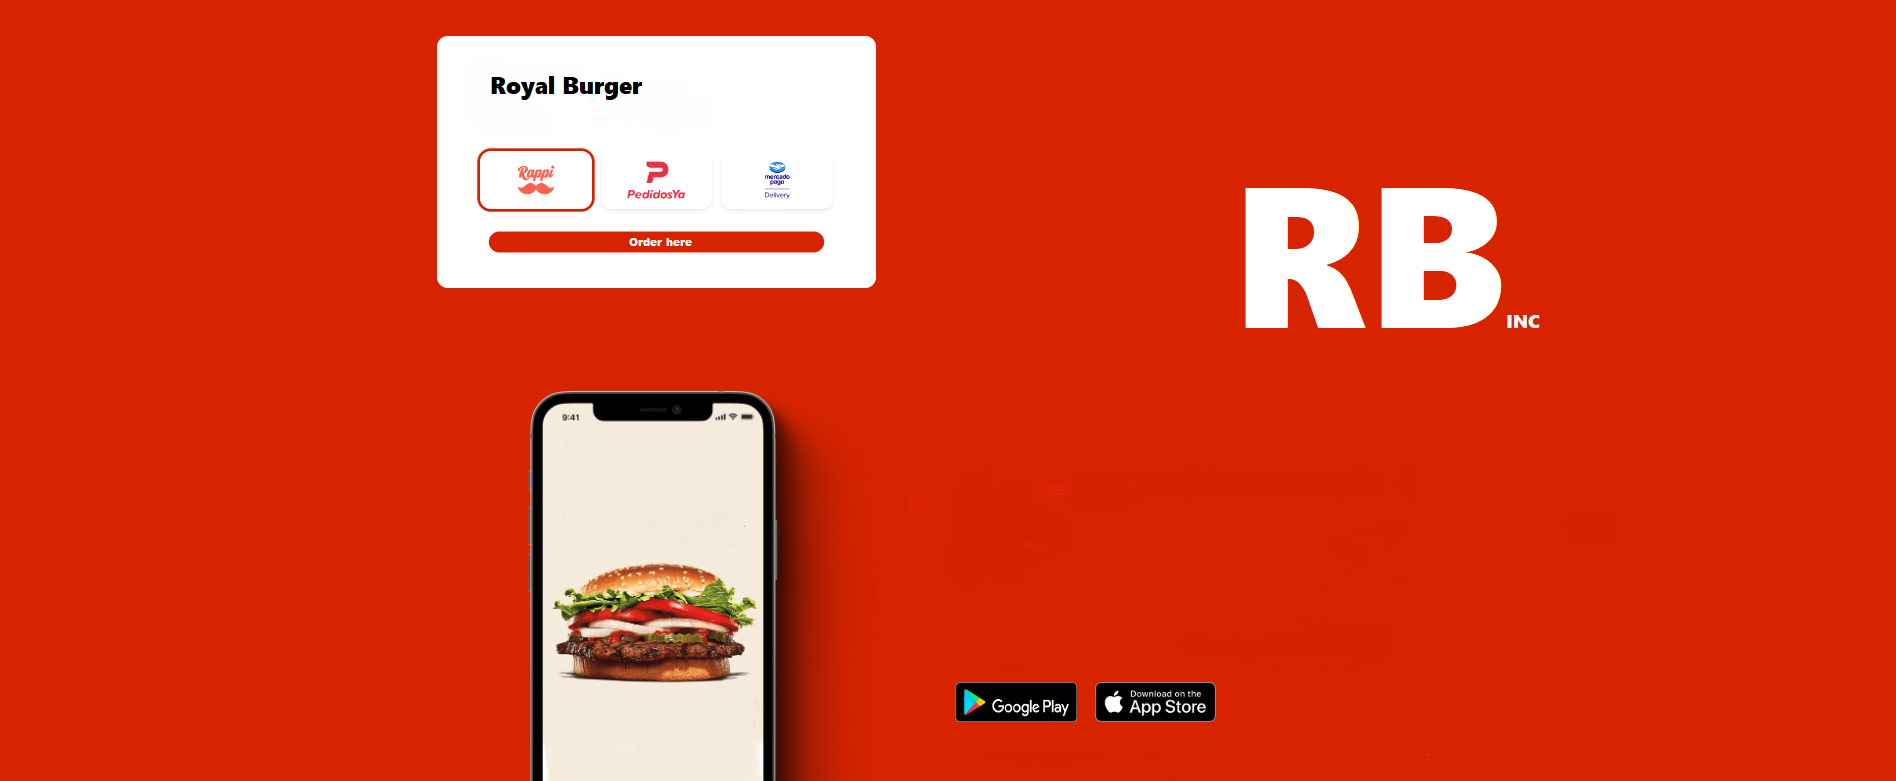 Royal Burger
Rappi
PedidosYa
mercado
pago
Delivery
Order here
RB
INC
9:41
Google Play
Download on the
App Store